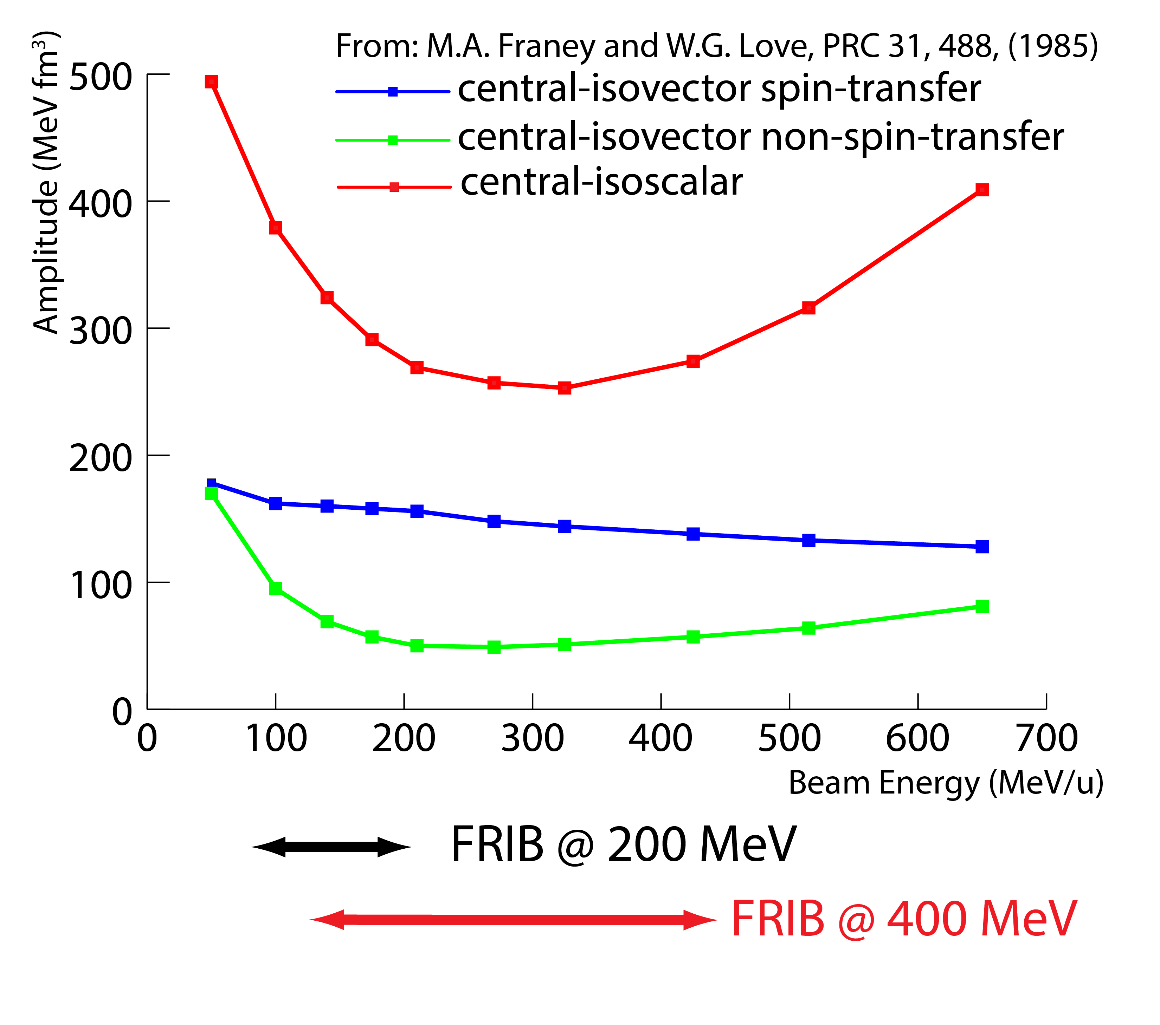 From: M.A. Franey and W.G. Love, PRC 31, 488, (1985)
central-isovector spin-transfer
central-isovector non-spin-transfer
central-isoscalar
Amplitude (MeV fm³)
500
400
300
200
100
0
0 100 200 300 400 500 600 700
Beam Energy (MeV/u)
FRIB @ 200 MeV
FRIB @ 400 MeV